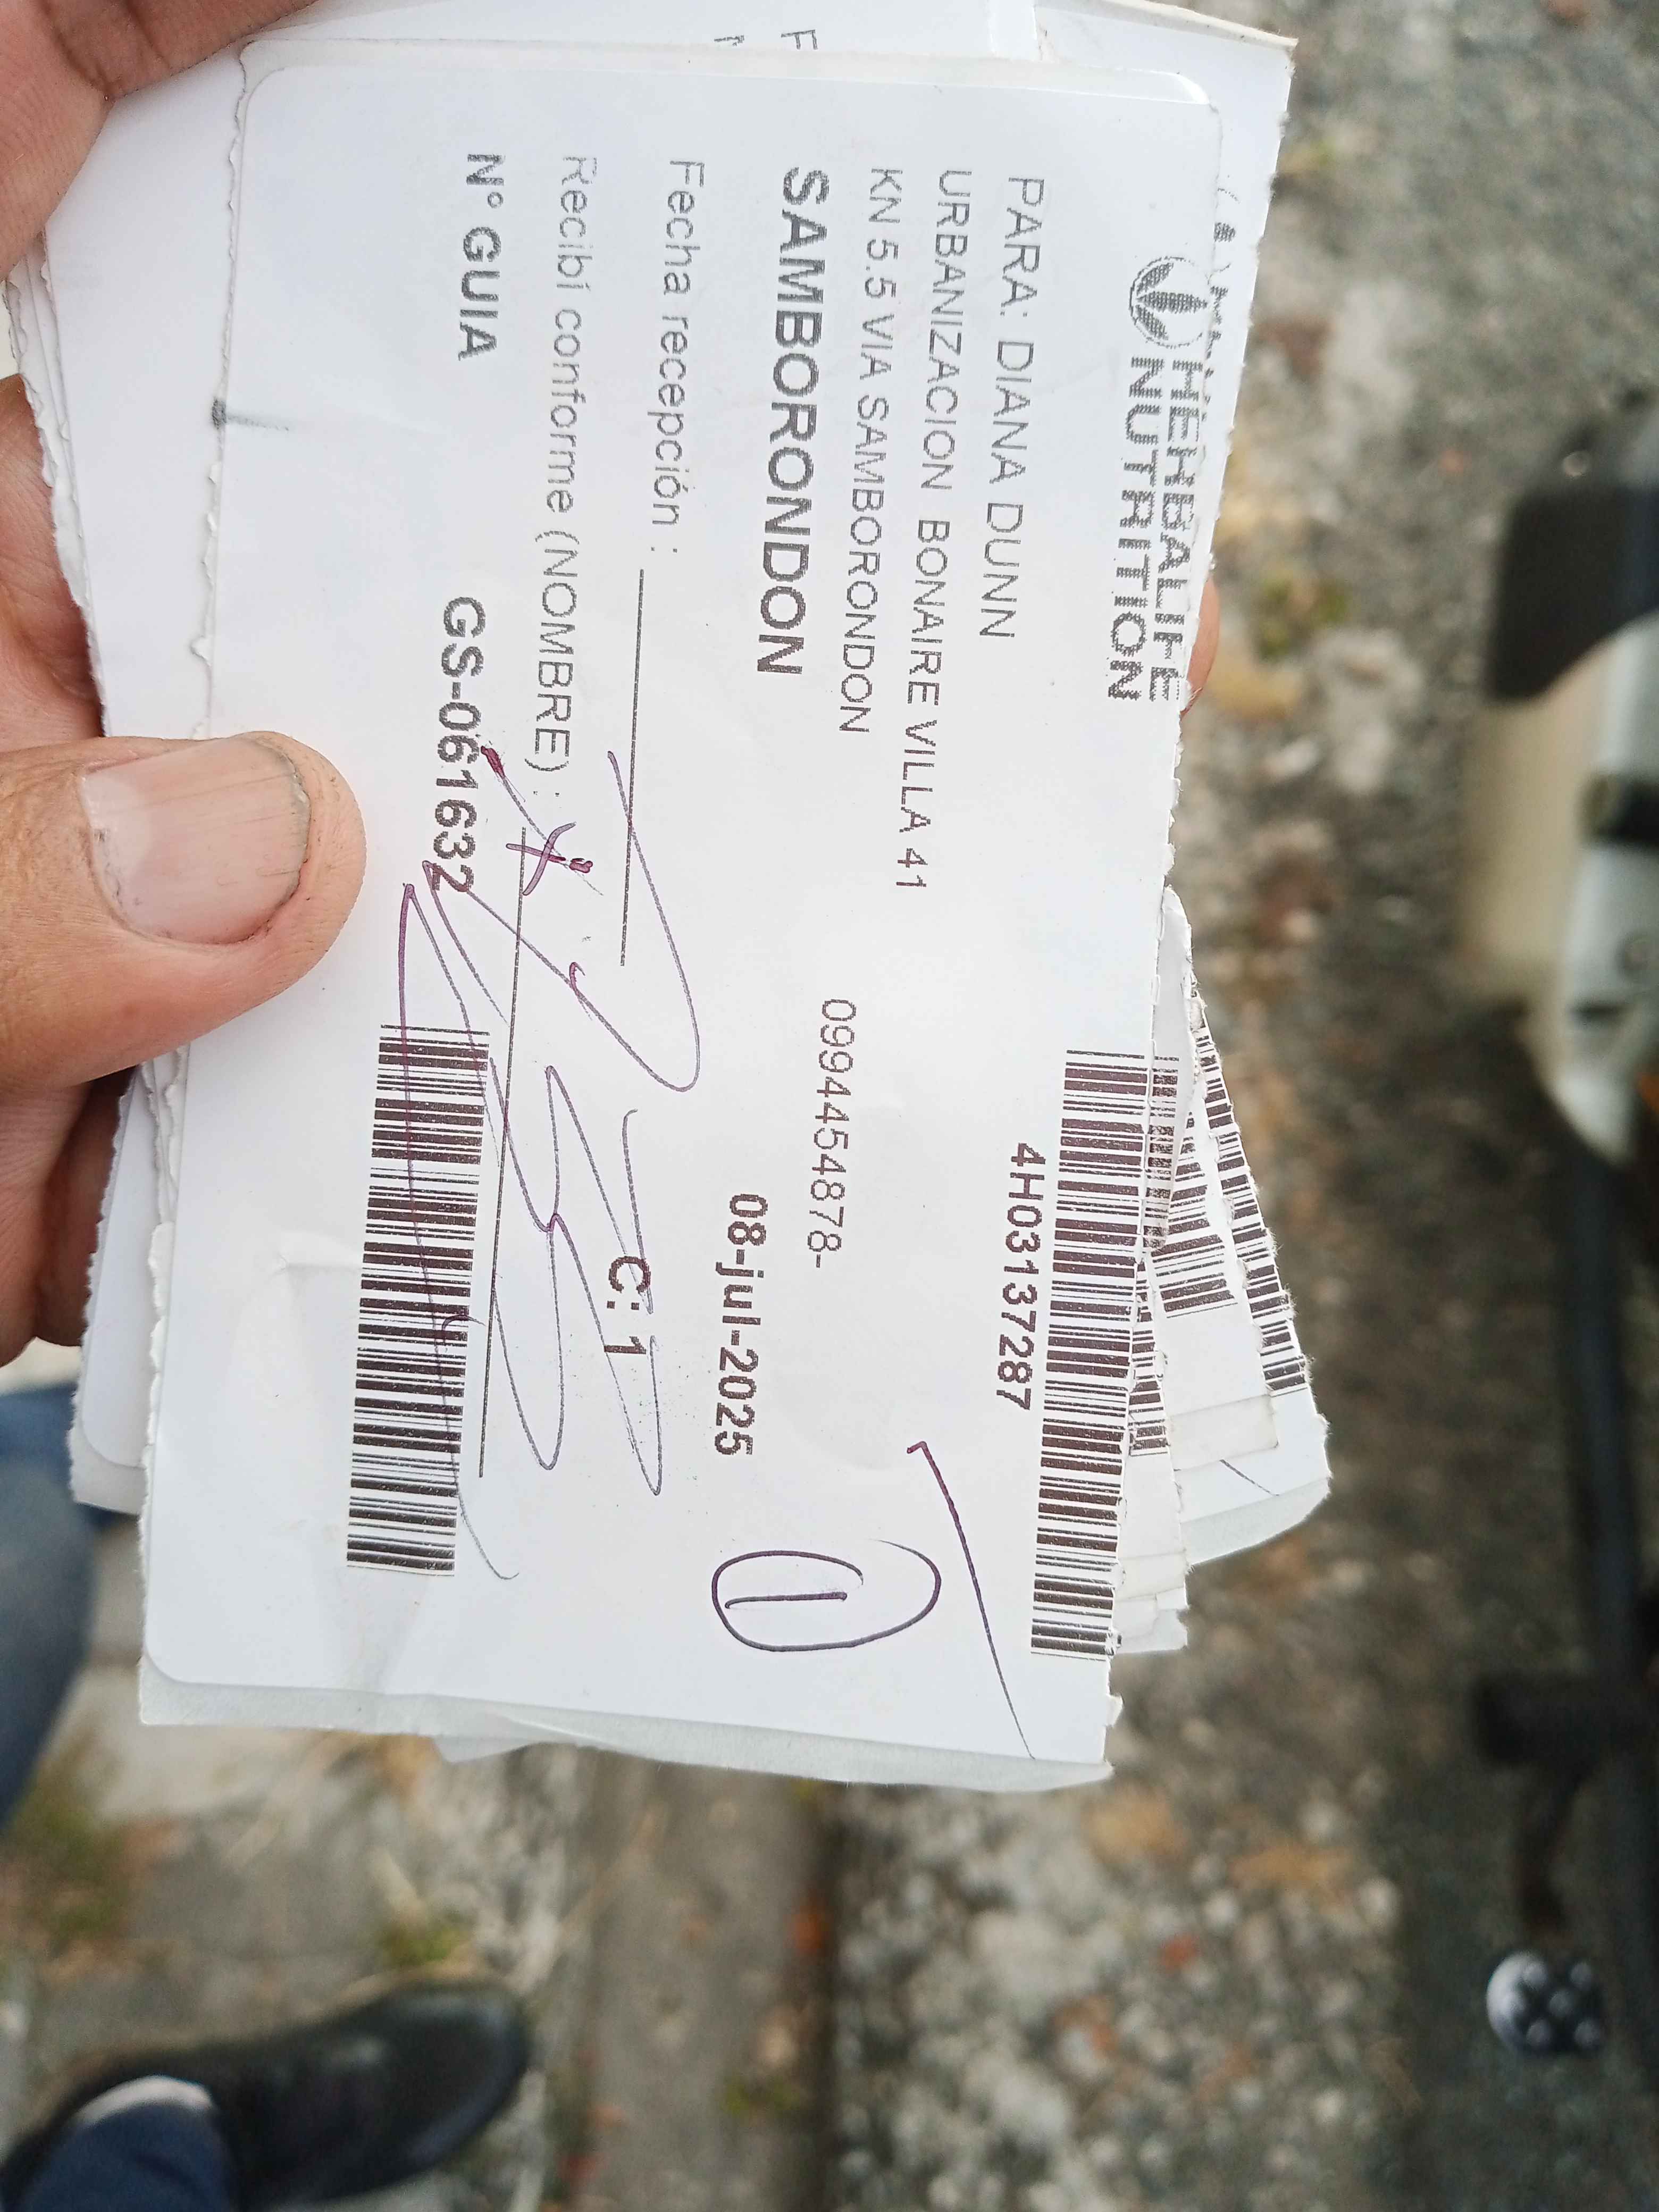 HERBALIFE
NUTRITION
4H03137287
PARA: DIANA DUNN
URBANIZACION BONAIRE VILLA 41
KN 5.5 VIA SAMBORONDON
0994454878-
SAMBORONDON
08-jul-2025
1
Fecha recepción :
C: 1
Recibí conforme (NOMBRE) :
N° GUIA
GS-061632